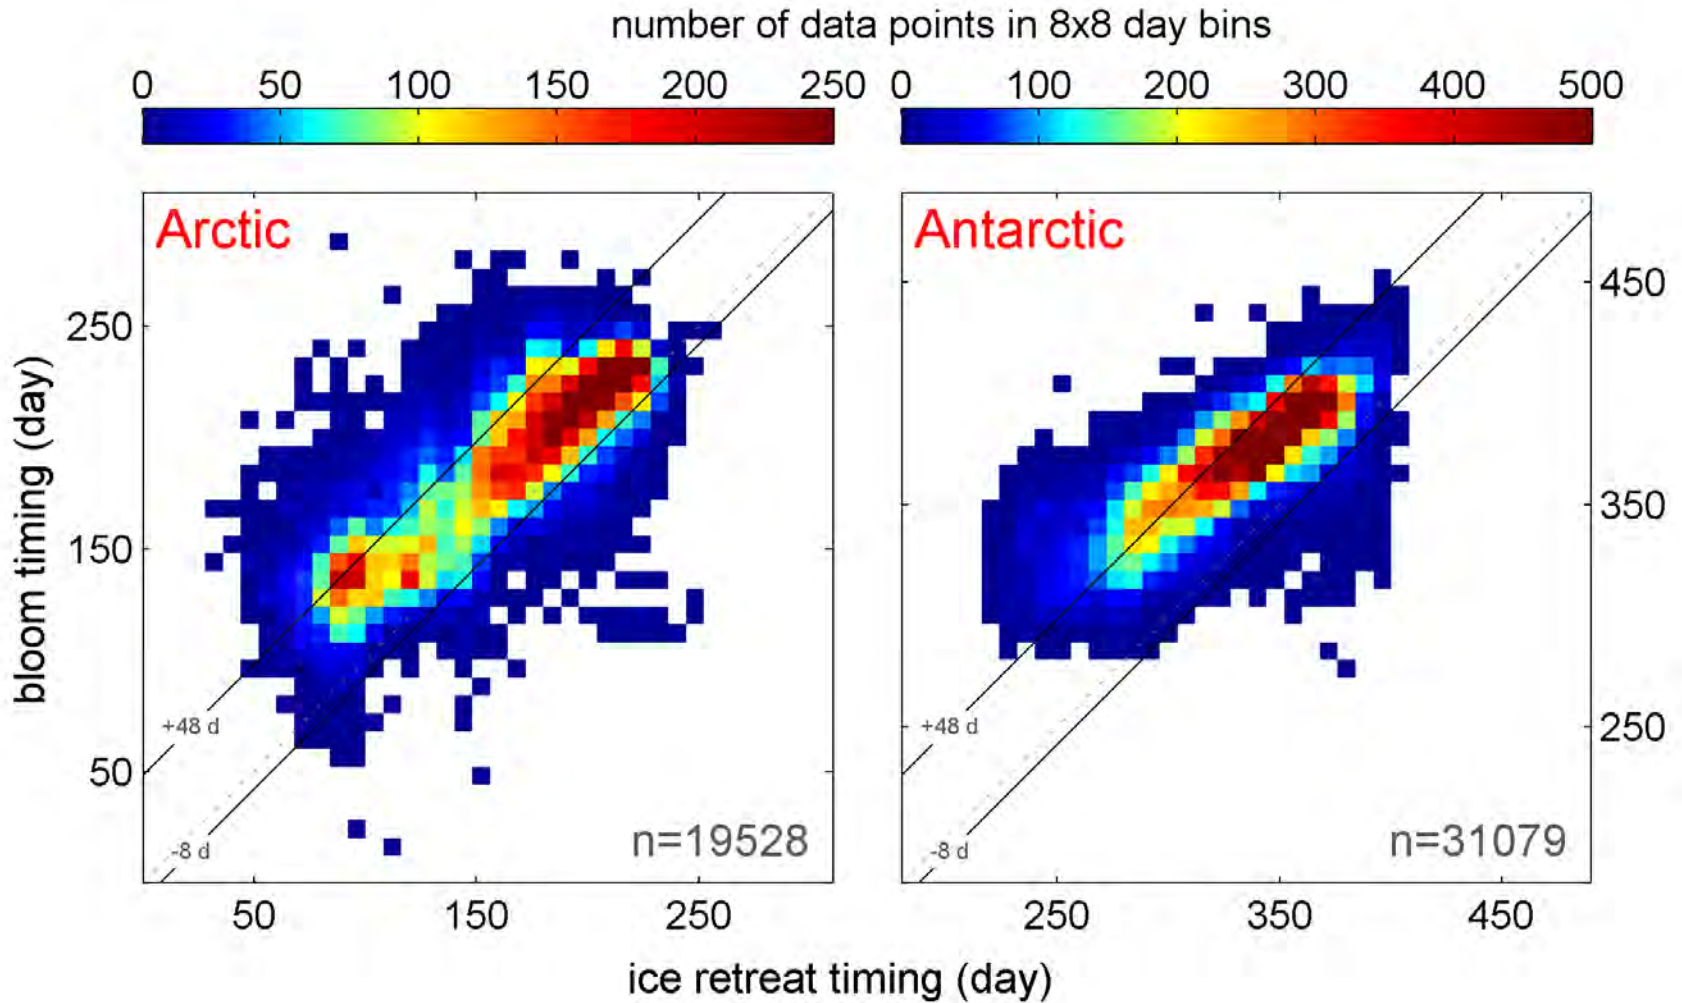 number of data points in 8x8 day bins
0 50 100 150 200 250
0 100 200 300 400 500
Arctic
Antarctic
bloom timing (day)
250
150
50
450
350
250
+48 d
-8 d
n=19528
+48 d
-8 d
n=31079
50 150 250
250 350 450
ice retreat timing (day)